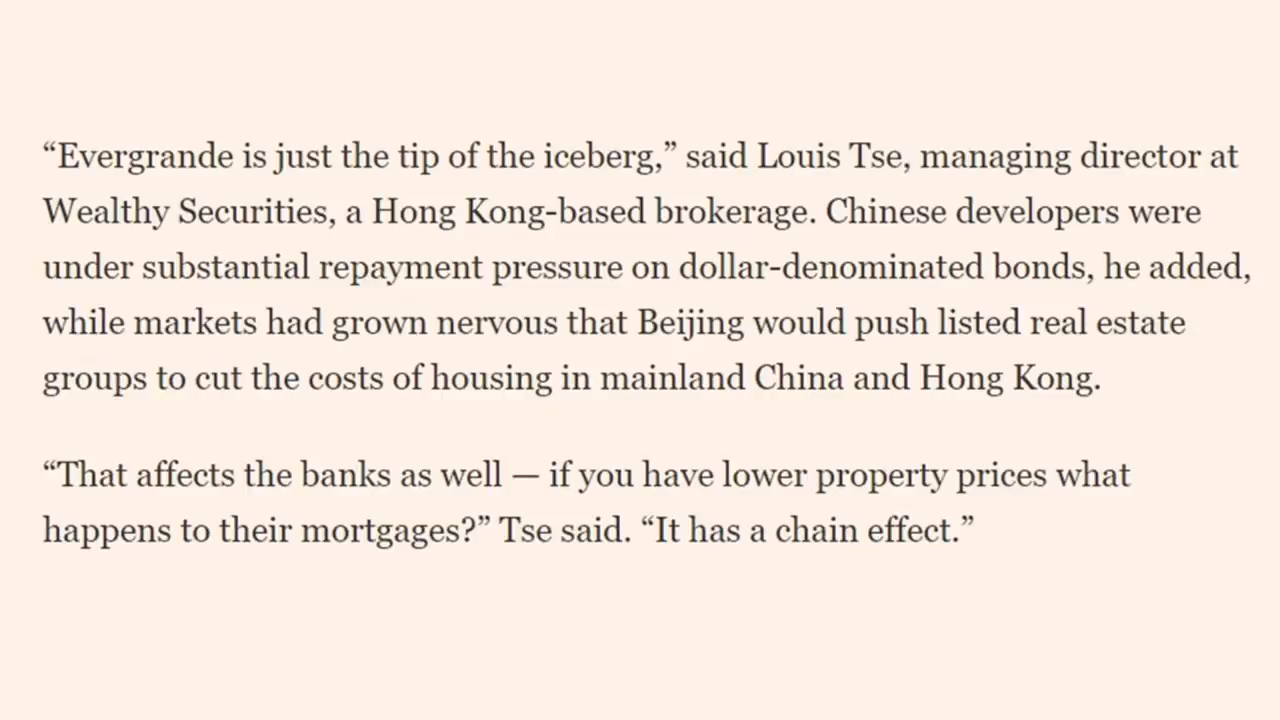 “Evergrande is just the tip of the iceberg,” said Louis Tse, managing director at
Wealthy Securities, a Hong Kong-based brokerage. Chinese developers were
under substantial repayment pressure on dollar-denominated bonds, he added,
while markets had grown nervous that Beijing would push listed real estate
groups to cut the costs of housing in mainland China and Hong Kong.
“That affects the banks as well — if you have lower property prices what
happens to their mortgages?” Tse said. “It has a chain effect.”